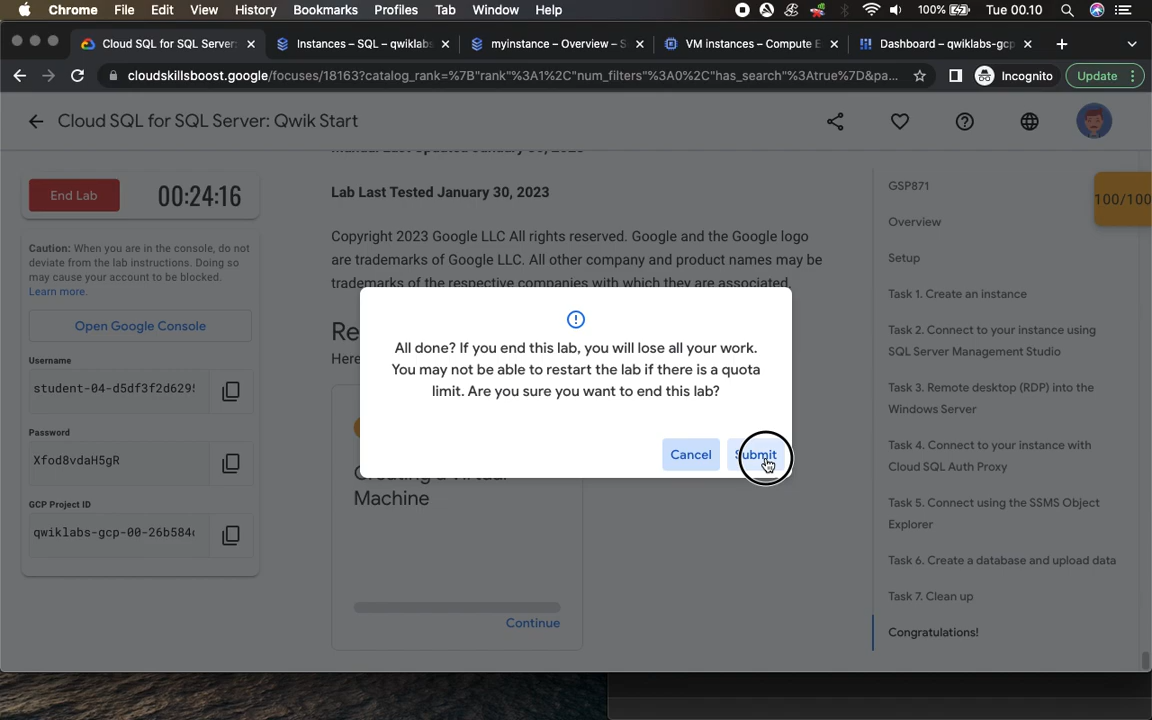 Chrome File Edit View History Bookmarks Profiles Tab Window Help 100% Tue 00.10
Cloud SQL for SQL Server: Instances – SQL – qwiklabs myinstance – Overview – S VM instances – Compute E Dashboard – qwiklabs-gcp
cloudskillsboost.google/focuses/18163?catalog_rank=%7B"rank"%3A1%2C"num_filters"%3A0%2C"has_search"%3Atrue%7D&pa... Incognito Update
Cloud SQL for SQL Server: Qwik Start
End Lab 00:24:16
Caution: When you are in the console, do not
deviate from the lab instructions. Doing so
may cause your account to be blocked.
Learn more.
Open Google Console
Username
student-04-d5df3f2d629
Password
Xfod8vdaH5gR
GCP Project ID
qwiklabs-gcp-00-26b584
Lab Last Tested January 30, 2023
Copyright 2023 Google LLC All rights reserved. Google and the Google logo
are trademarks of Google LLC. All other company and product names may be
trademarks of the respective companies with which they are associated.
Re
Here
All done? If you end this lab, you will lose all your work.
You may not be able to restart the lab if there is a quota
limit. Are you sure you want to end this lab?
Cancel Submit
Creating a Virtual
Machine
Continue
GSP871
100/100
Overview
Setup
Task 1. Create an instance
Task 2. Connect to your instance using
SQL Server Management Studio
Task 3. Remote desktop (RDP) into the
Windows Server
Task 4. Connect to your instance with
Cloud SQL Auth Proxy
Task 5. Connect using the SSMS Object
Explorer
Task 6. Create a database and upload data
Task 7. Clean up
Congratulations!